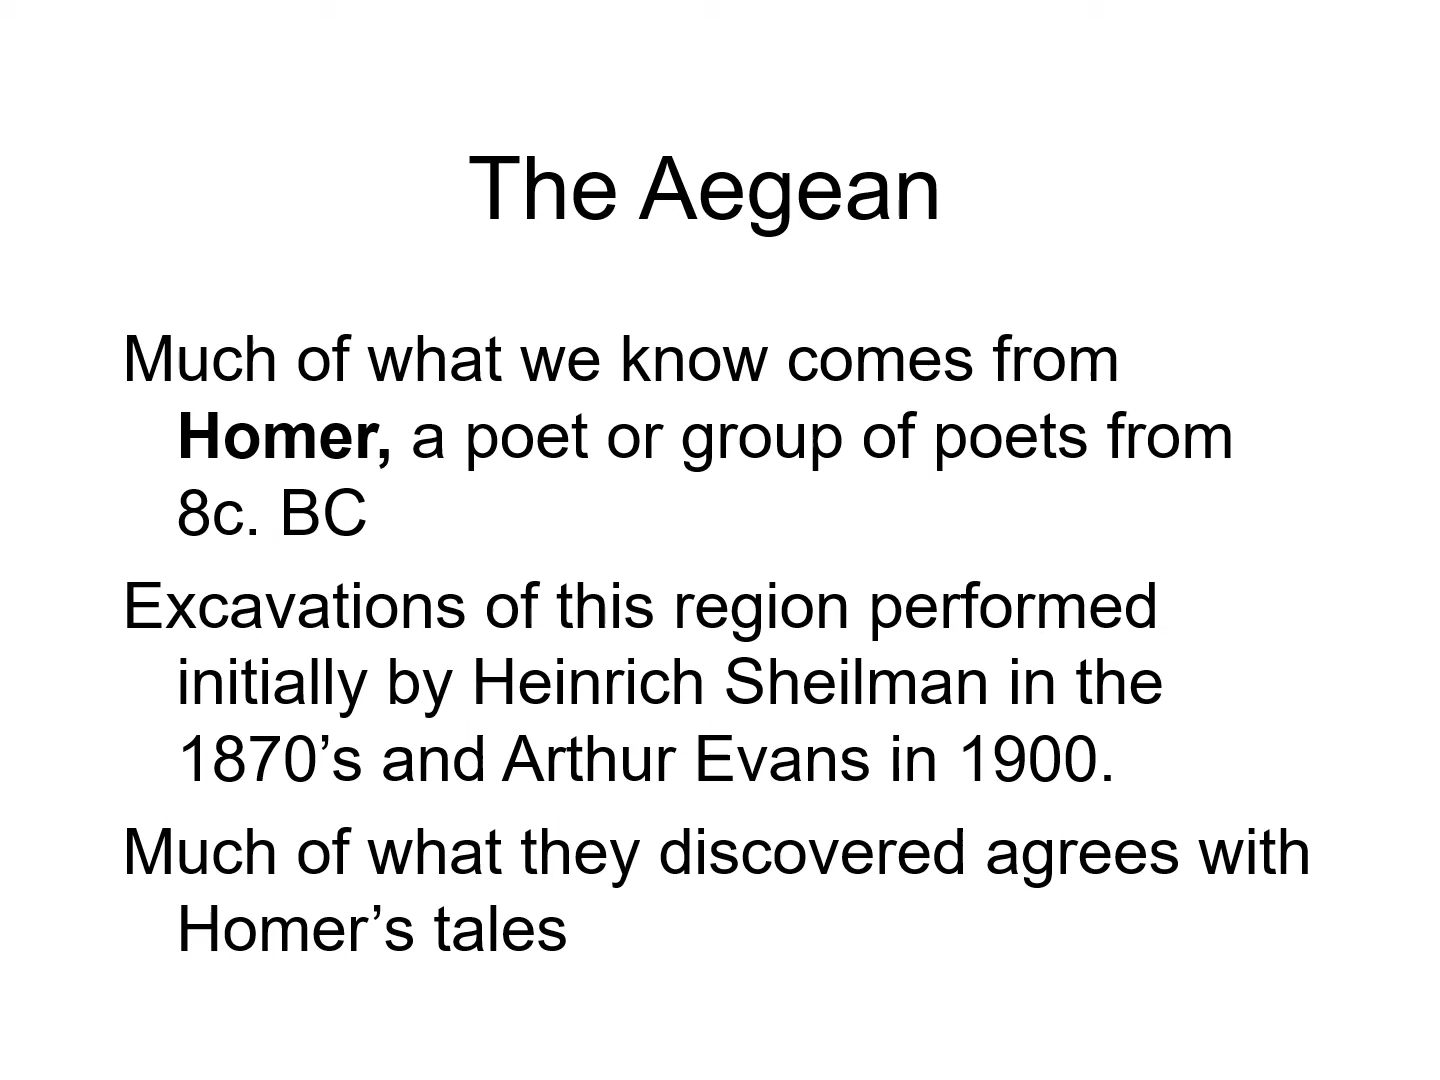 The Aegean
Much of what we know comes from
Homer, a poet or group of poets from
8c. BC
Excavations of this region performed
initially by Heinrich Sheilman in the
1870’s and Arthur Evans in 1900.
Much of what they discovered agrees with
Homer’s tales